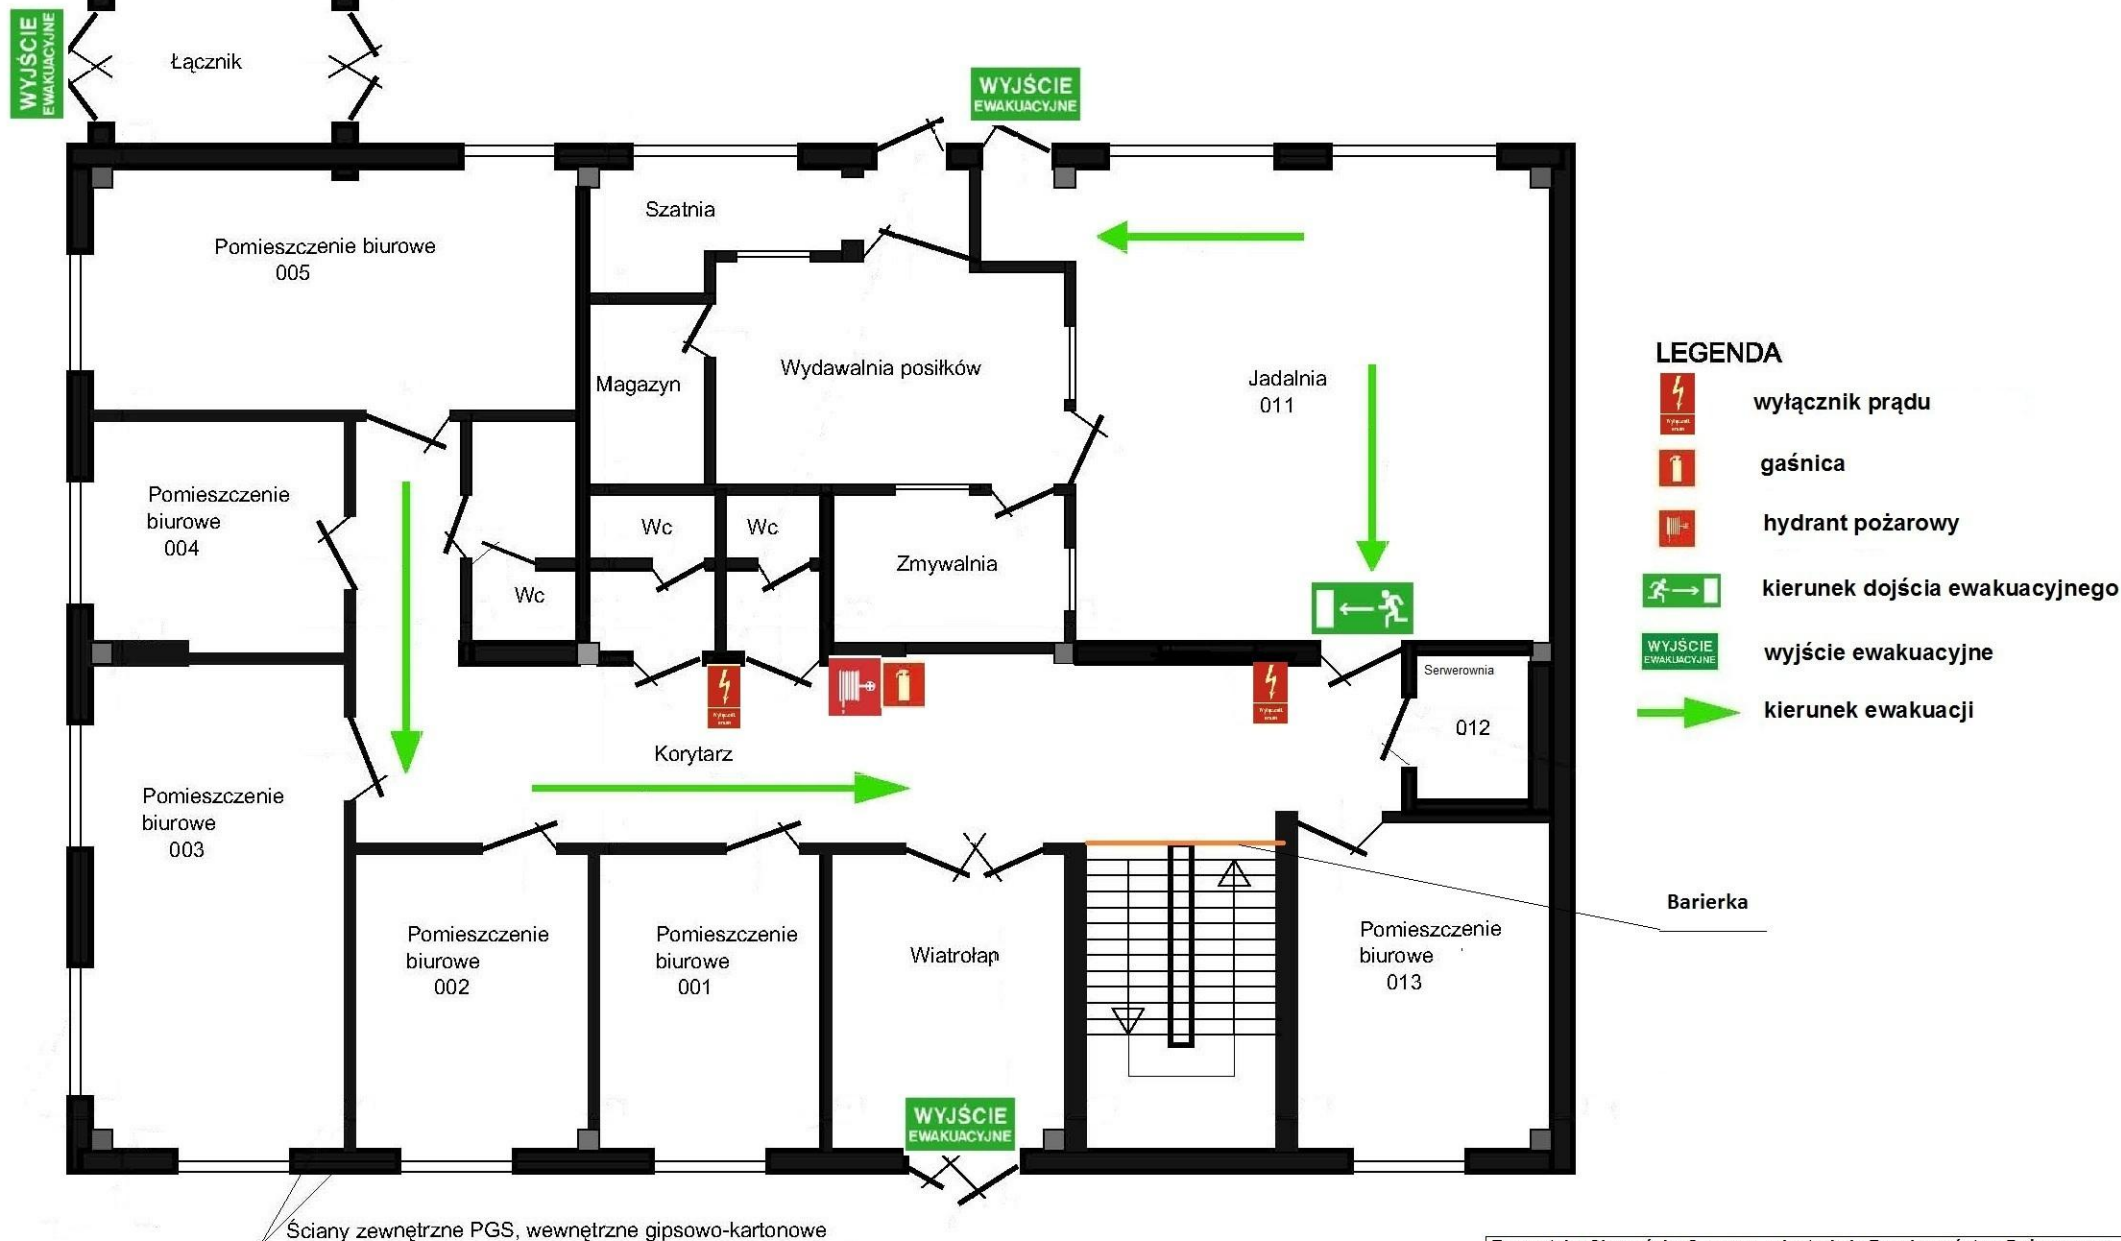 WYJŚCIE
EWAKUACYJNE
Łącznik
WYJŚCIE
EWAKUACYJNE
Szatnia
Pomieszczenie biurowe
005
Magazyn
Wydawalnia posiłków
Jadalnia
011
Pomieszczenie
biurowe
004
Wc
Wc
Wc
Zmywalnia
Serwerownia
012
Korytarz
Pomieszczenie
biurowe
003
Pomieszczenie
biurowe
002
Pomieszczenie
biurowe
001
Wiatrołap
Pomieszczenie
biurowe
013
Barierka
WYJŚCIE
EWAKUACYJNE
Ściany zewnętrzne PGS, wewnętrzne gipsowo-kartonowe
LEGENDA
wyłącznik prądu
gaśnica
hydrant pożarowy
kierunek dojścia ewakuacyjnego
WYJŚCIE
EWAKUACYJNE
wyjście ewakuacyjne
kierunek ewakuacji